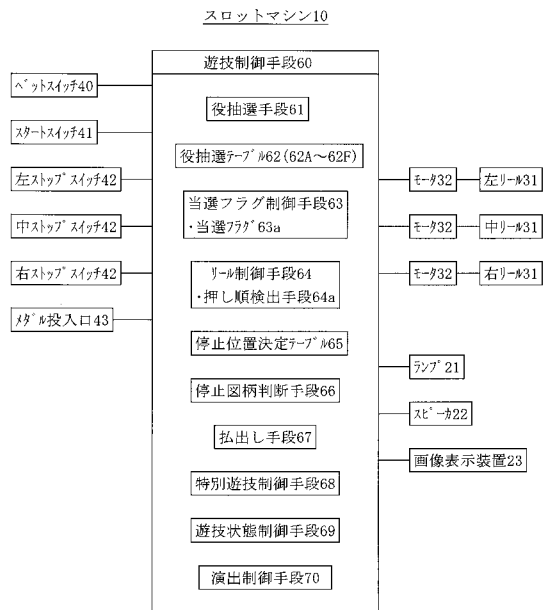 スロットマシン10
遊技制御手段60
ベットスイッチ40
スタートスイッチ41
左ストップスイッチ42
中ストップスイッチ42
右ストップスイッチ42
メダル投入口43
役抽選手段61
役抽選テーブル62(62A～62F)
当選フラグ制御手段63
・当選フラグ63a
リール制御手段64
・押し順検出手段64a
停止位置決定テーブル65
停止図柄判断手段66
払出し手段67
特別遊技制御手段68
遊技状態制御手段69
演出制御手段70
モータ32 左リール31
モータ32 中リール31
モータ32 右リール31
ランプ21
スピーカ22
画像表示装置23